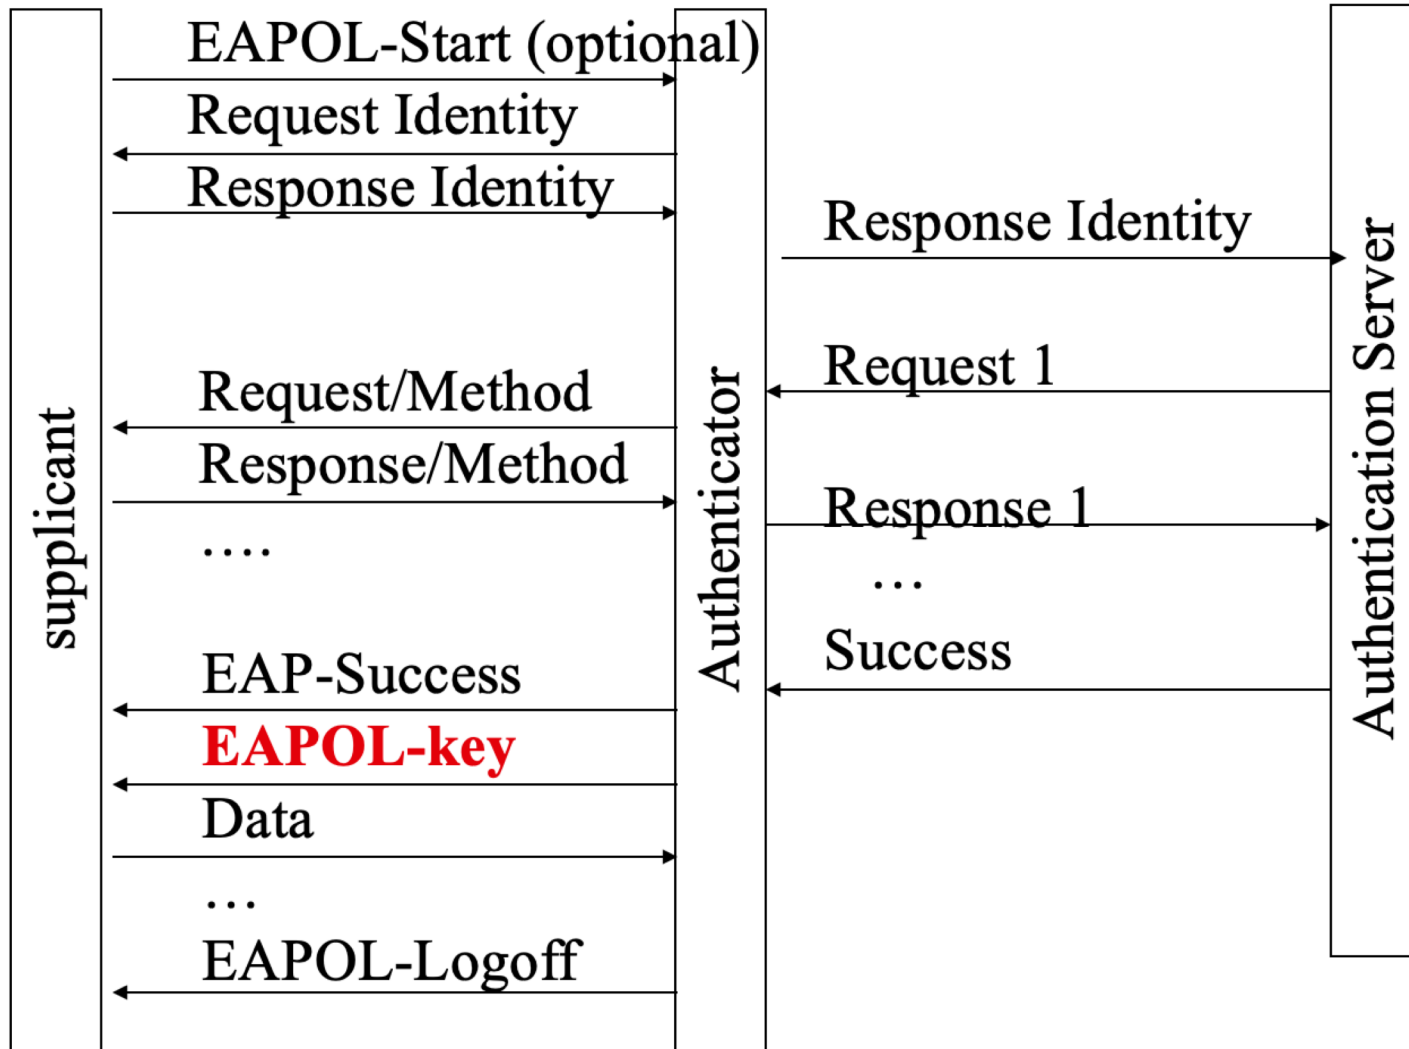 EAPOL-Start (optional)
Request Identity
Response Identity
Response Identity
Request 1
Request/Method
Response/Method
Response 1
....
...
Success
EAP-Success
EAPOL-key
Data
...
EAPOL-Logoff
supplicant
Authenticator
Authentication Server